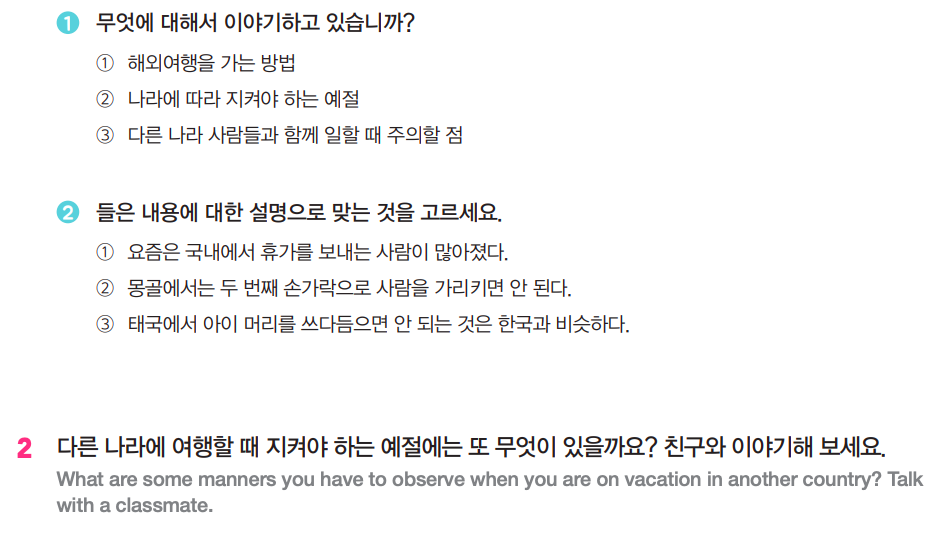 1 무엇에 대해서 이야기하고 있습니까?
① 해외여행을 가는 방법
② 나라에 따라 지켜야 하는 예절
③ 다른 나라 사람들과 함께 일할 때 주의할 점
2 들은 내용에 대한 설명으로 맞는 것을 고르세요.
① 요즘은 국내에서 휴가를 보내는 사람이 많아졌다.
② 몽골에서는 두 번째 손가락으로 사람을 가리키면 안 된다.
③ 태국에서 아이 머리를 쓰다듬으면 안 되는 것은 한국과 비슷하다.
2 다른 나라에 여행할 때 지켜야 하는 예절에는 또 무엇이 있을까요? 친구와 이야기해 보세요.
What are some manners you have to observe when you are on vacation in another country? Talk
with a classmate.